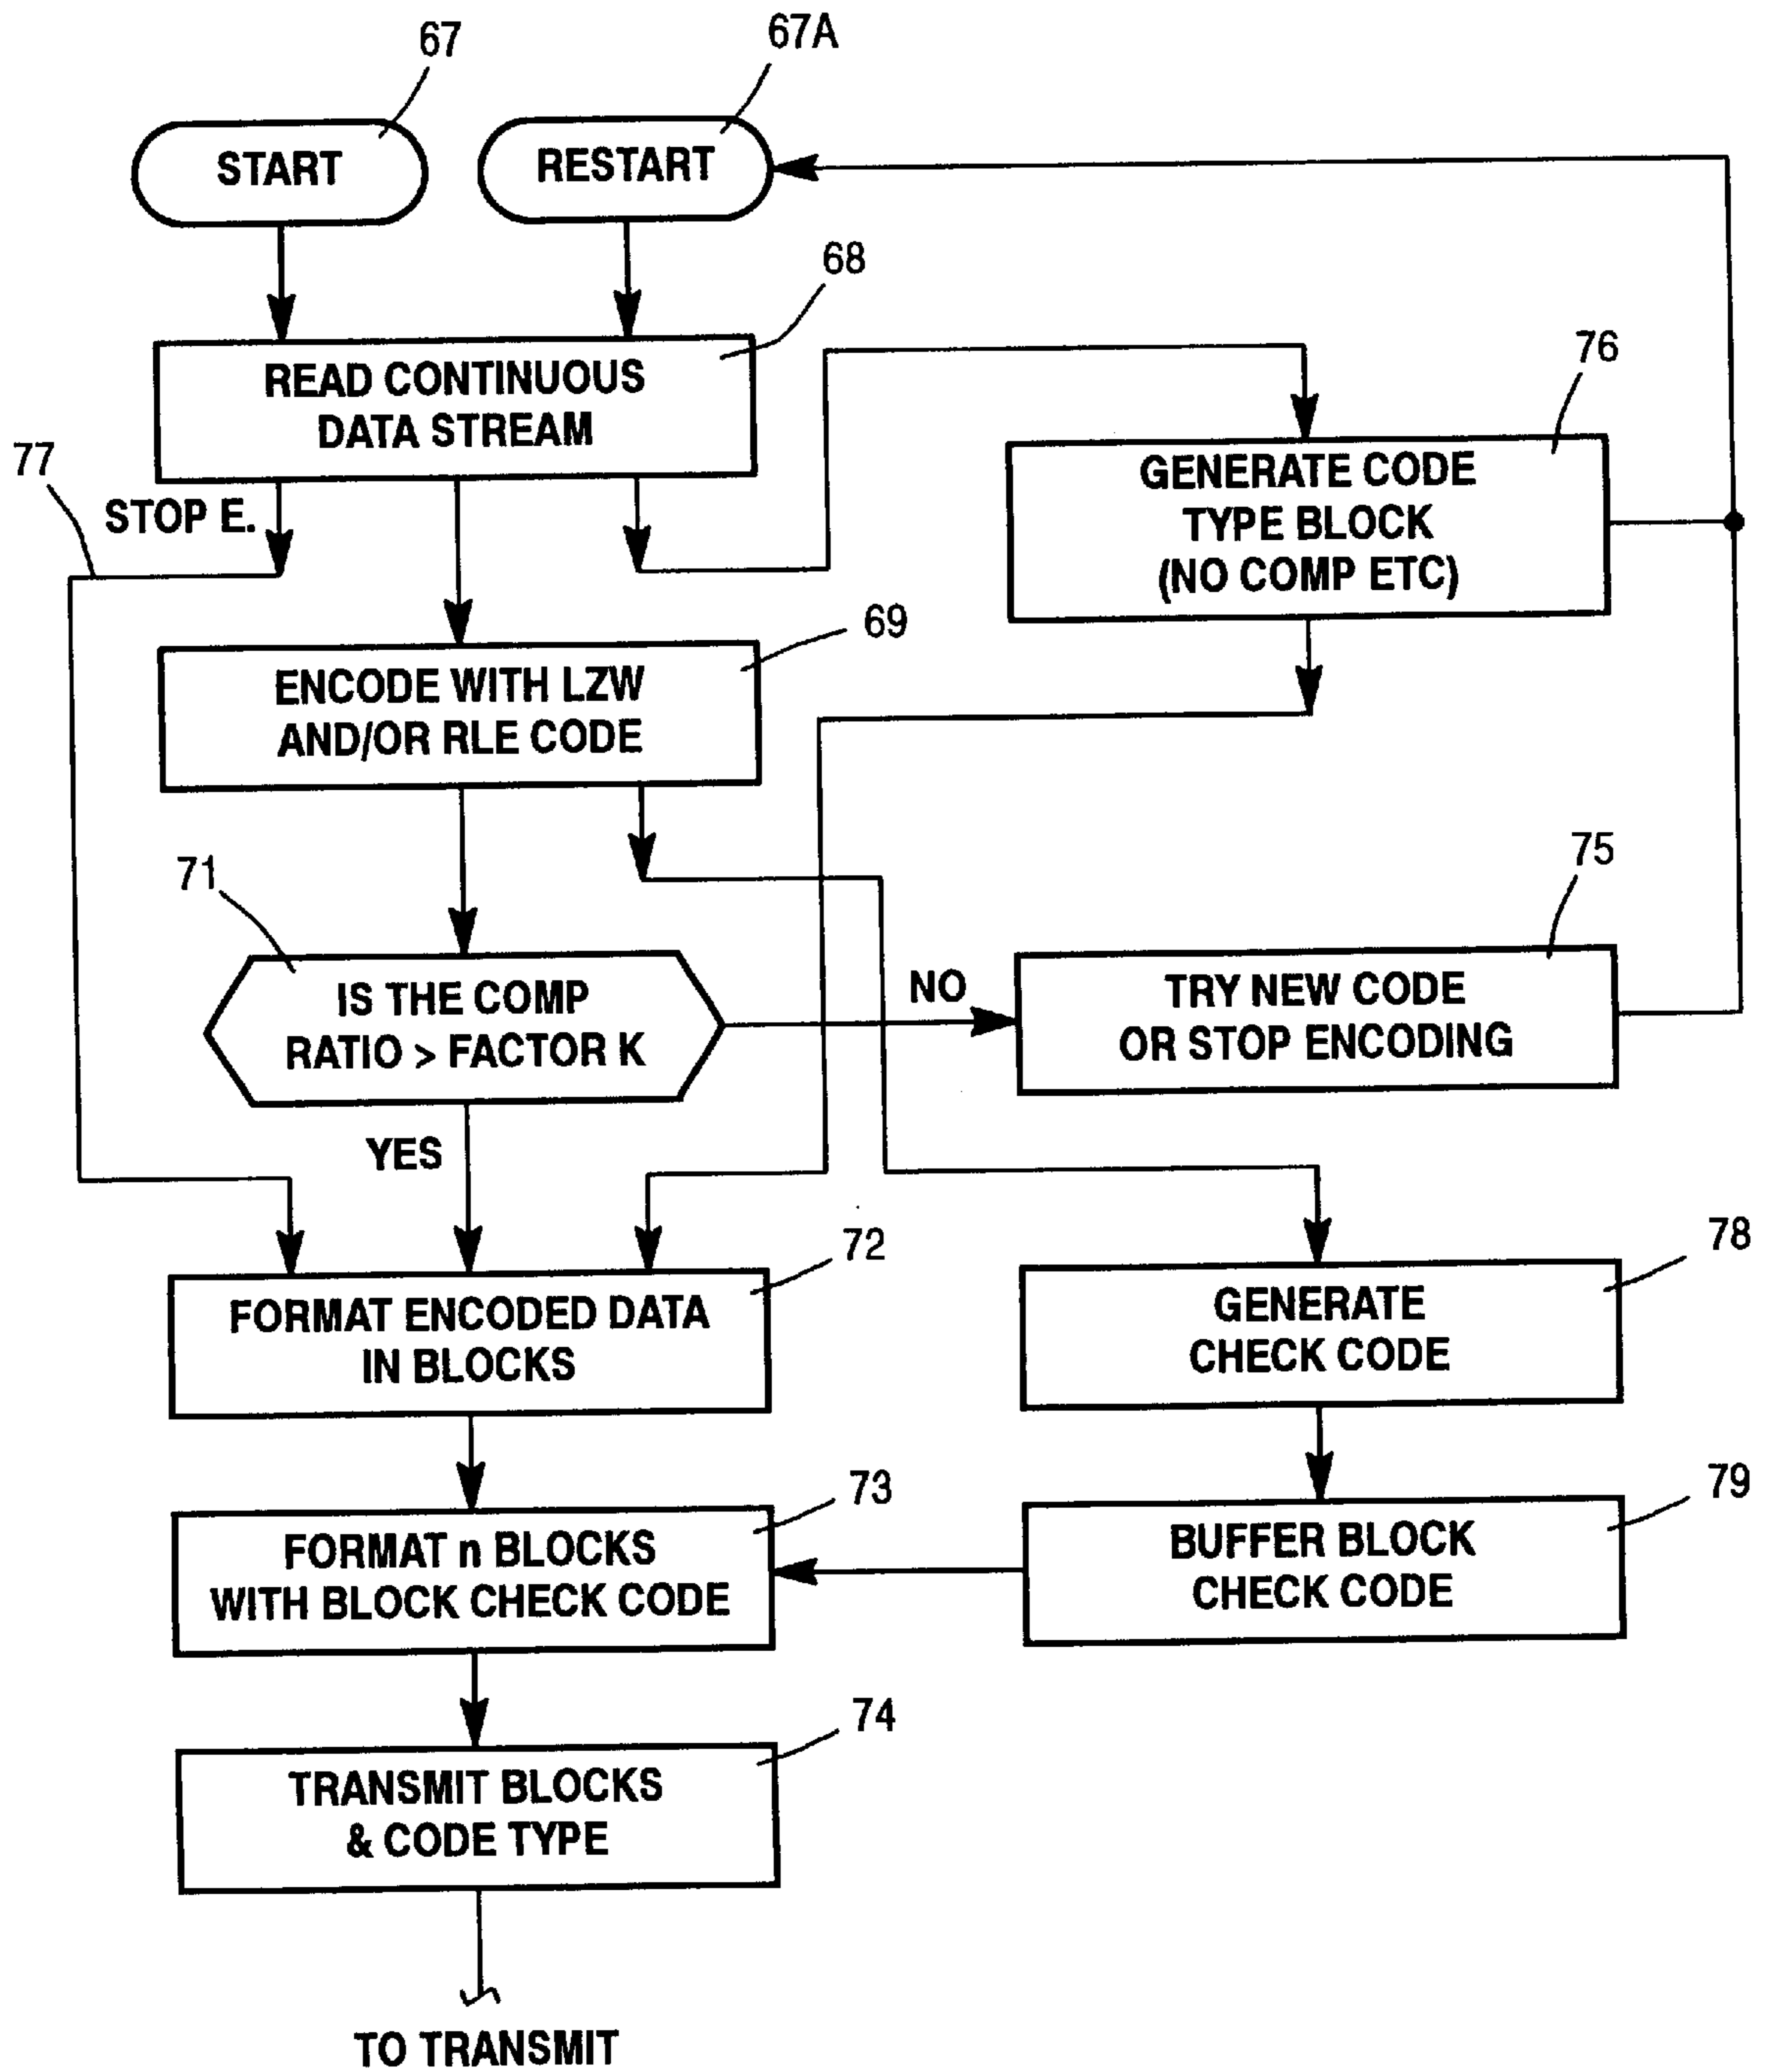 67
67A
START
RESTART
68
READ CONTINUOUS
DATA STREAM
76
GENERATE CODE
TYPE BLOCK
(NO COMP ETC)
77
STOP E.
69
ENCODE WITH LZW
AND/OR RLE CODE
71
IS THE COMP
RATIO > FACTOR K
NO
75
TRY NEW CODE
OR STOP ENCODING
YES
72
FORMAT ENCODED DATA
IN BLOCKS
78
GENERATE
CHECK CODE
73
FORMAT n BLOCKS
WITH BLOCK CHECK CODE
79
BUFFER BLOCK
CHECK CODE
74
TRANSMIT BLOCKS
& CODE TYPE
TO TRANSMIT